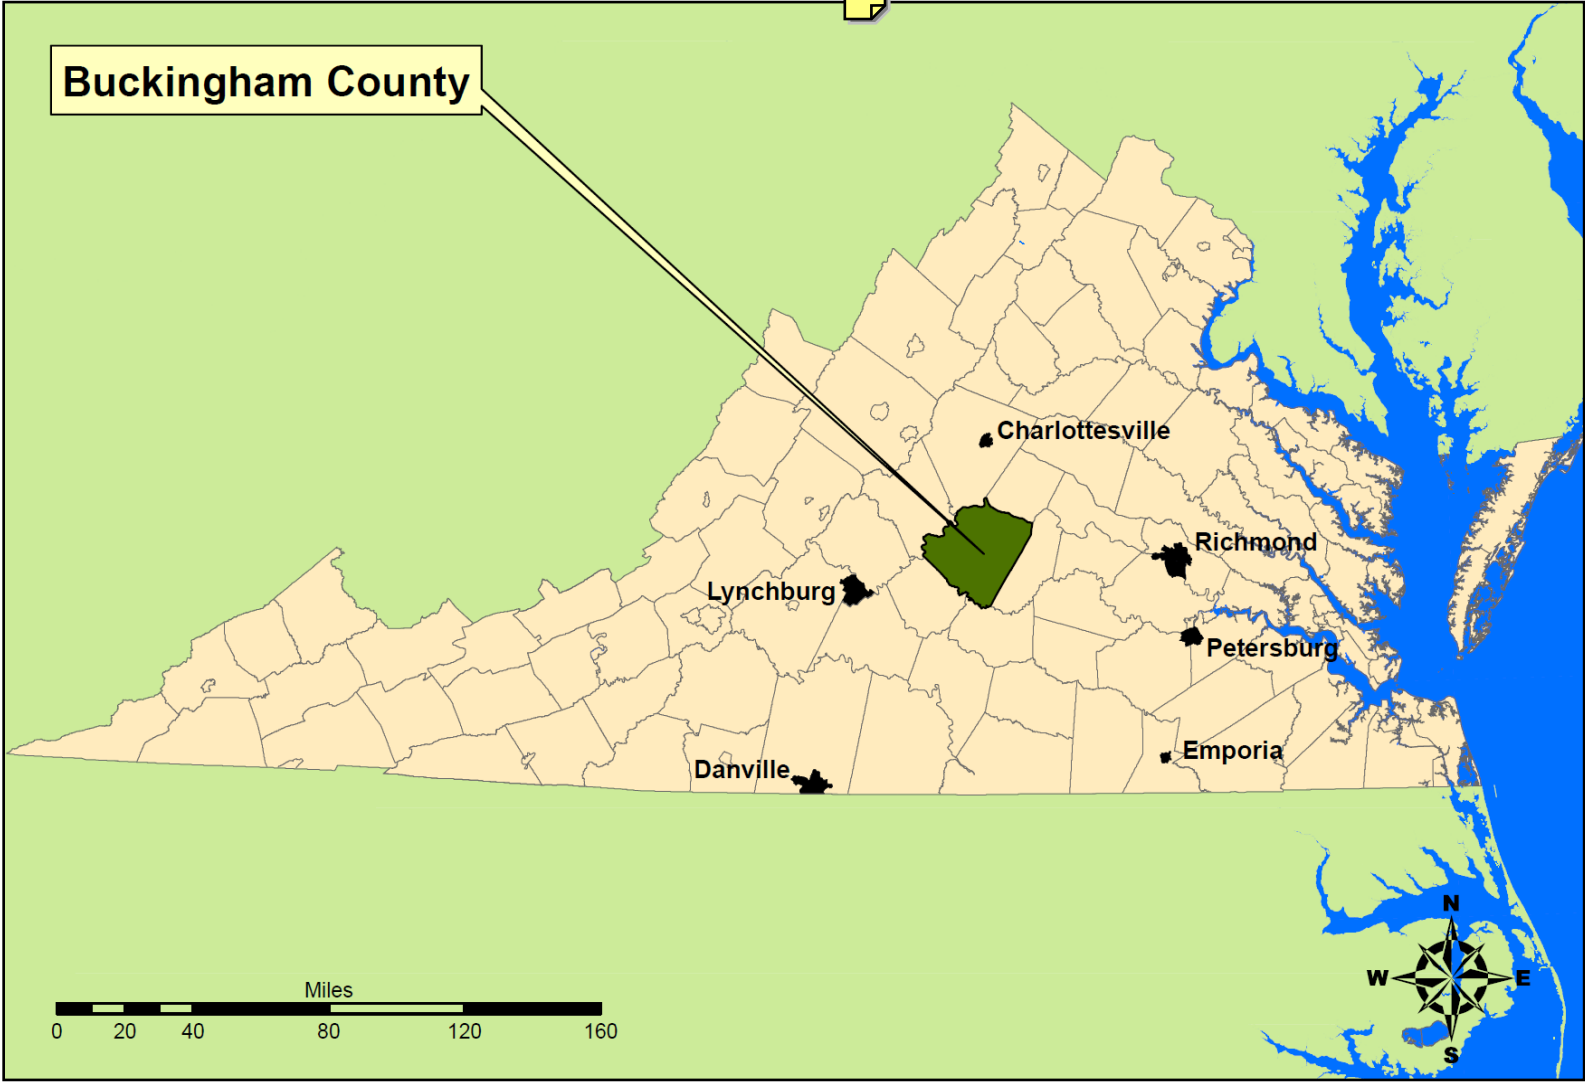 Buckingham County
Charlottesville
Richmond
Lynchburg
Petersburg
Emporia
Danville
N
W E
S
Miles
0 20 40 80 120 160